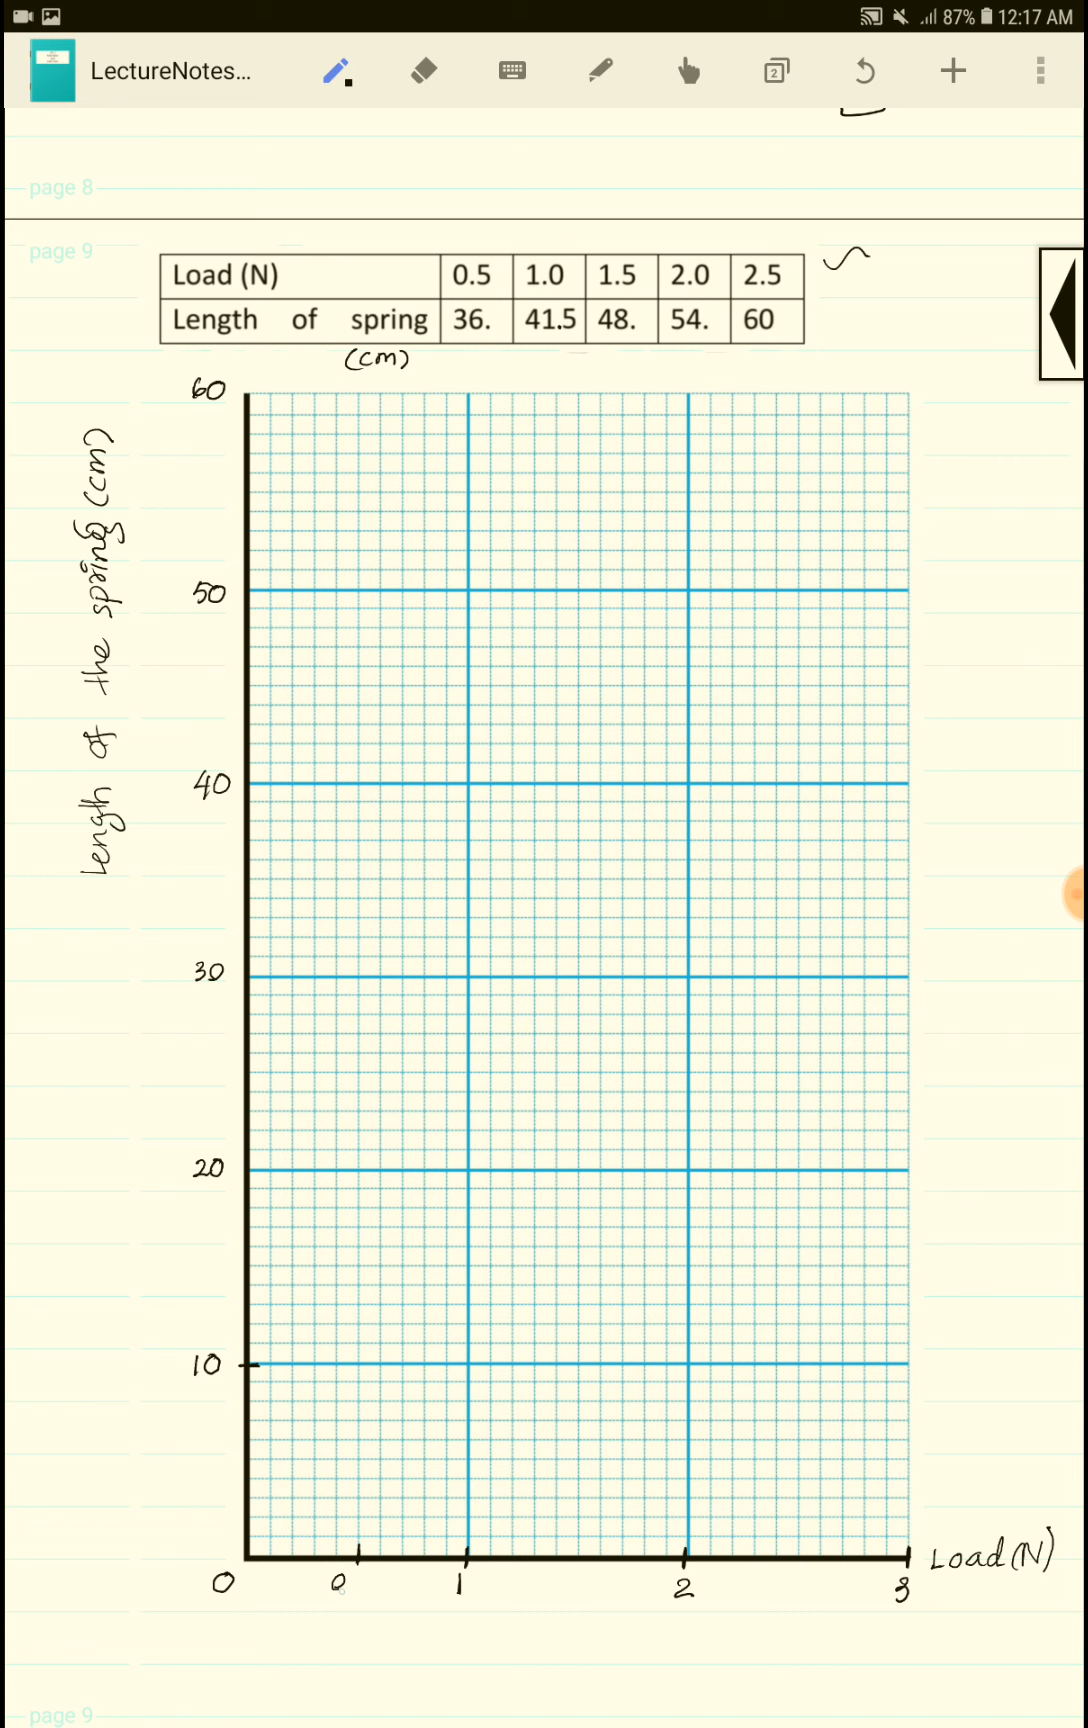 87% 12:17 AM
LectureNotes...
2
page 8
page 9
Load (N) 0.5 1.0 1.5 2.0 2.5
Length of spring 36. 41.5 48. 54. 60
(cm)
60
50
40
30
20
10
Length of the spring (cm)
0 0 1 2 3
Load (N)
page 9